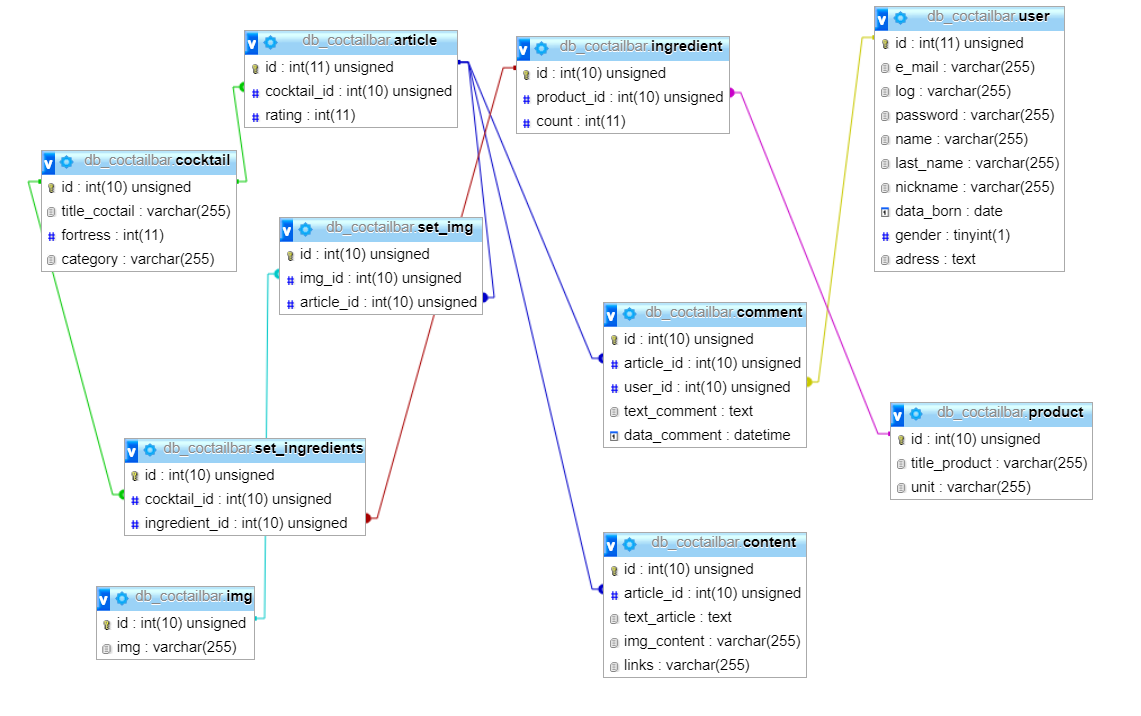 db_coctailbar.article
id : int(11) unsigned
cocktail_id : int(10) unsigned
rating : int(11)
db_coctailbar.ingredient
id : int(10) unsigned
product_id : int(10) unsigned
count : int(11)
db_coctailbar.user
id : int(11) unsigned
e_mail : varchar(255)
log : varchar(255)
password : varchar(255)
name : varchar(255)
last_name : varchar(255)
nickname : varchar(255)
data_born : date
gender : tinyint(1)
adress : text
db_coctailbar.cocktail
id : int(10) unsigned
title_coctail : varchar(255)
fortress : int(11)
category : varchar(255)
db_coctailbar.set_img
id : int(10) unsigned
img_id : int(10) unsigned
article_id : int(10) unsigned
db_coctailbar.comment
id : int(10) unsigned
article_id : int(10) unsigned
user_id : int(10) unsigned
text_comment : text
data_comment : datetime
db_coctailbar.product
id : int(10) unsigned
title_product : varchar(255)
unit : varchar(255)
db_coctailbar.set_ingredients
id : int(10) unsigned
cocktail_id : int(10) unsigned
ingredient_id : int(10) unsigned
db_coctailbar.content
id : int(10) unsigned
article_id : int(10) unsigned
text_article : text
img_content : varchar(255)
links : varchar(255)
db_coctailbar.img
id : int(10) unsigned
img : varchar(255)